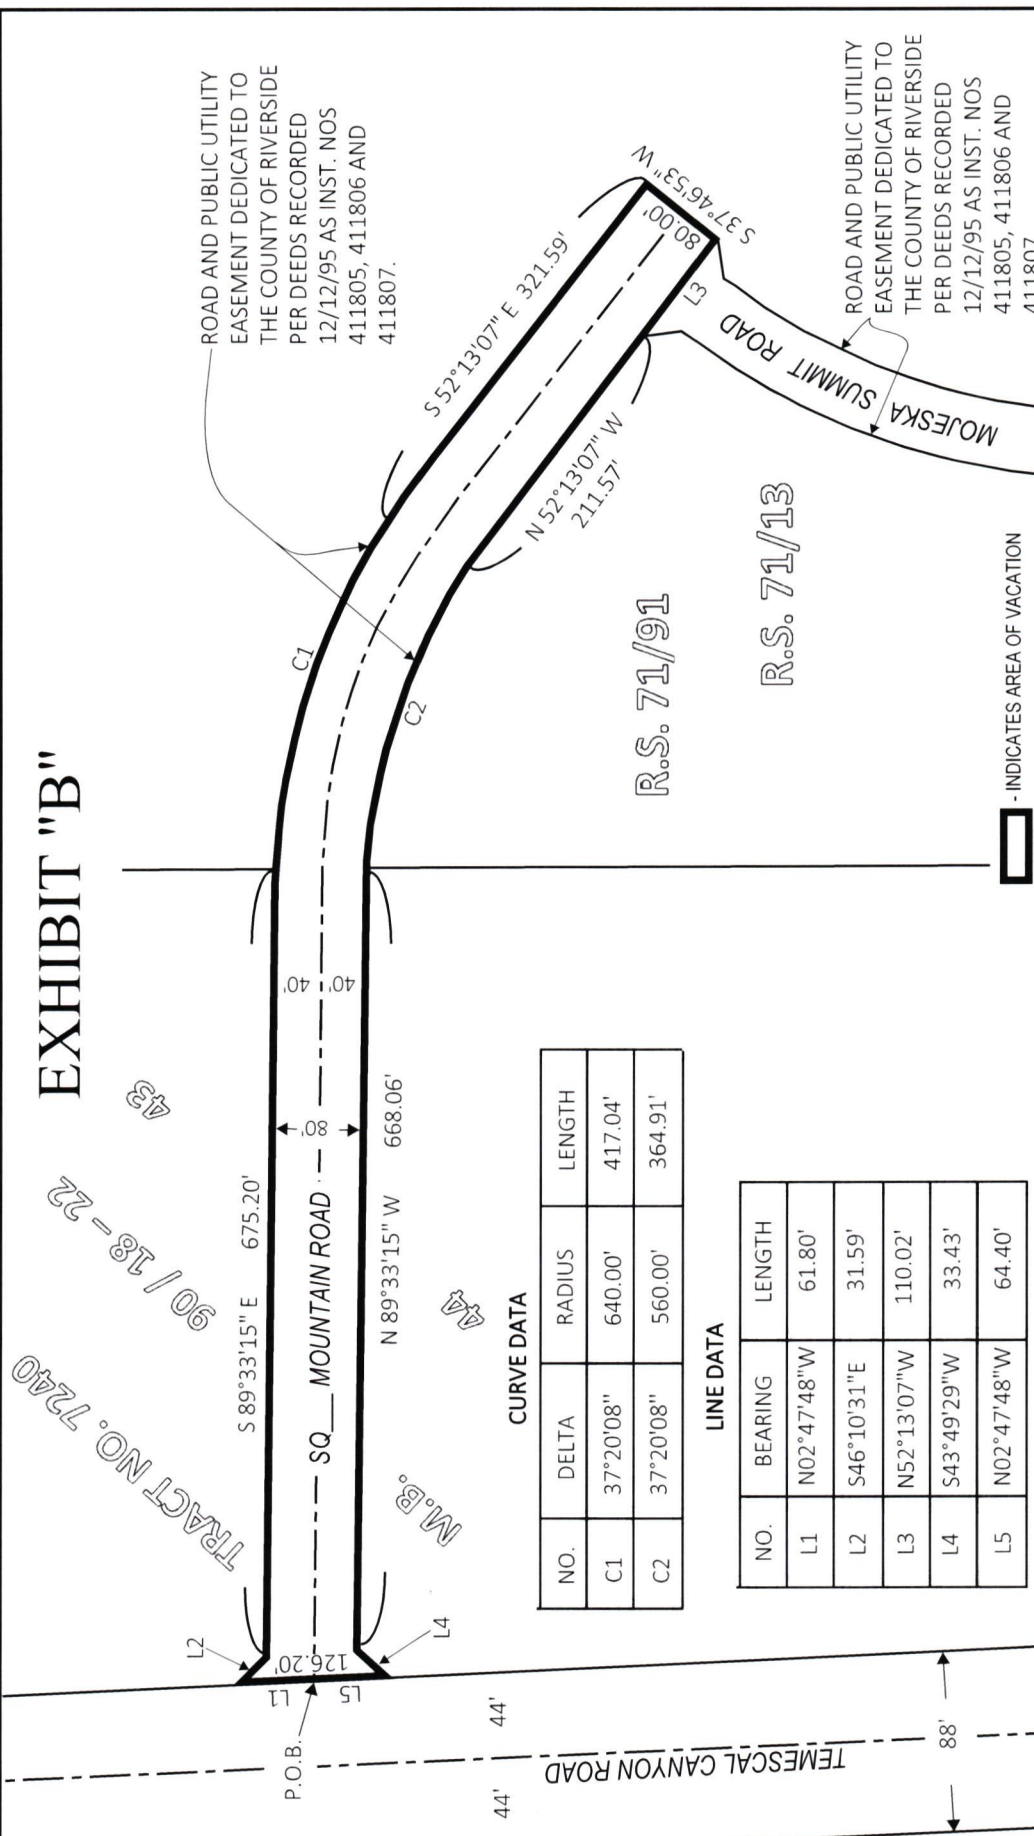 EXHIBIT "B"
ROAD AND PUBLIC UTILITY
EASEMENT DEDICATED TO
THE COUNTY OF RIVERSIDE
PER DEEDS RECORDED
12/12/95 AS INST. NOS
411805, 411806 AND
411807.
TRACT NO. 7240
90 / 18 – 22
43
M.B.
44
S 89°33'15" E 675.20'
40'
40'
80'
SQ MOUNTAIN ROAD
N 89°33'15" W 668.06'
C1
C2
S 52°13'07" E 321.59'
S 37°46'53" W
80.00'
L3
N 52°13'07" W
211.57'
L2
L1
126.20'
L5
L4
P.O.B.
44'
44'
TEMESCAL CANYON ROAD
88'
R.S. 71/91
R.S. 71/13
MOJESKA SUMMIT ROAD
ROAD AND PUBLIC UTILITY
EASEMENT DEDICATED TO
THE COUNTY OF RIVERSIDE
PER DEEDS RECORDED
12/12/95 AS INST. NOS
411805, 411806 AND
411807
CURVE DATA
NO. DELTA RADIUS LENGTH
C1 37°20'08" 640.00' 417.04'
C2 37°20'08" 560.00' 364.91'
LINE DATA
NO. BEARING LENGTH
L1 N02°47'48"W 61.80'
L2 S46°10'31"E 31.59'
L3 N52°13'07"W 110.02'
L4 S43°49'29"W 33.43'
L5 N02°47'48"W 64.40'
- INDICATES AREA OF VACATION